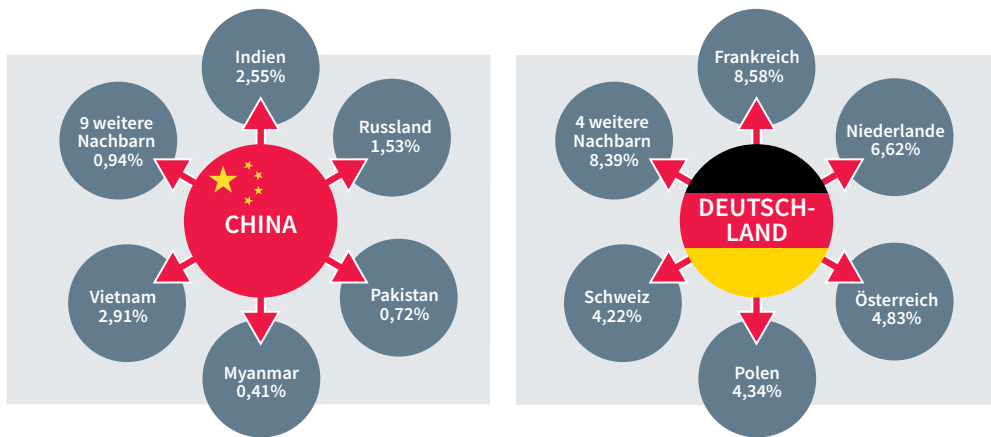 Indien
2,55%
9 weitere
Nachbarn
0,94%
Russland
1,53%
CHINA
Vietnam
2,91%
Pakistan
0,72%
Myanmar
0,41%
Frankreich
8,58%
4 weitere
Nachbarn
8,39%
Niederlande
6,62%
DEUTSCH-
LAND
Schweiz
4,22%
Österreich
4,83%
Polen
4,34%